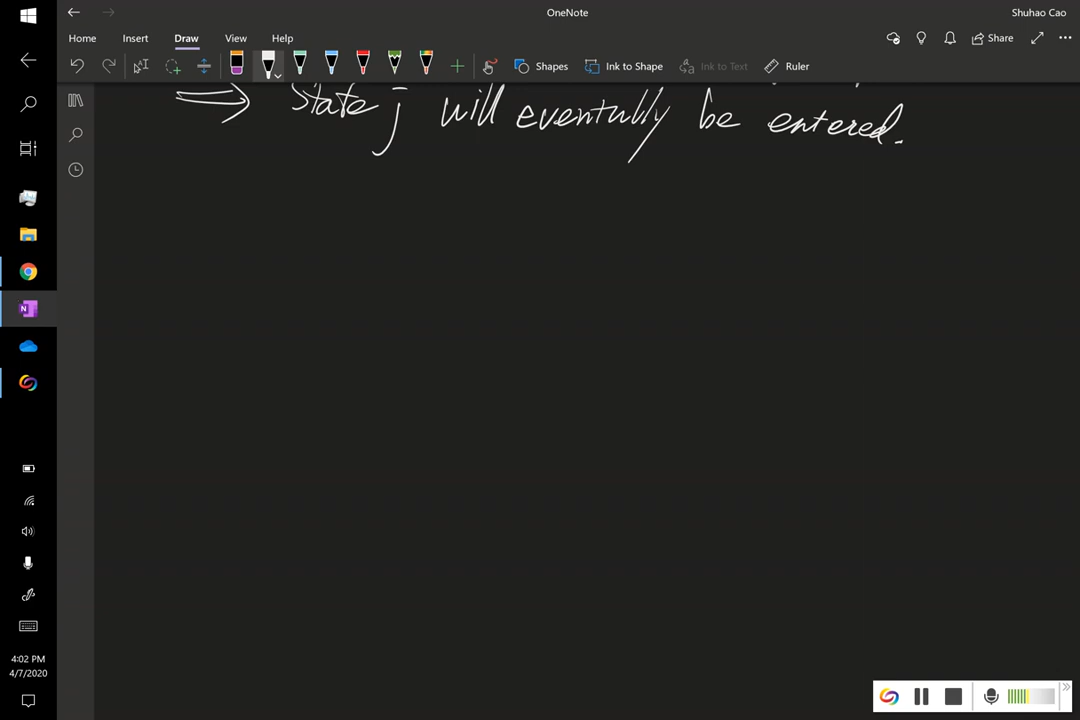 OneNote
Shuhao Cao
Home Insert Draw View Help
Share
Shapes Ink to Shape Ink to Text Ruler
⟹ State j will eventully be entered.
4:02 PM
4/7/2020